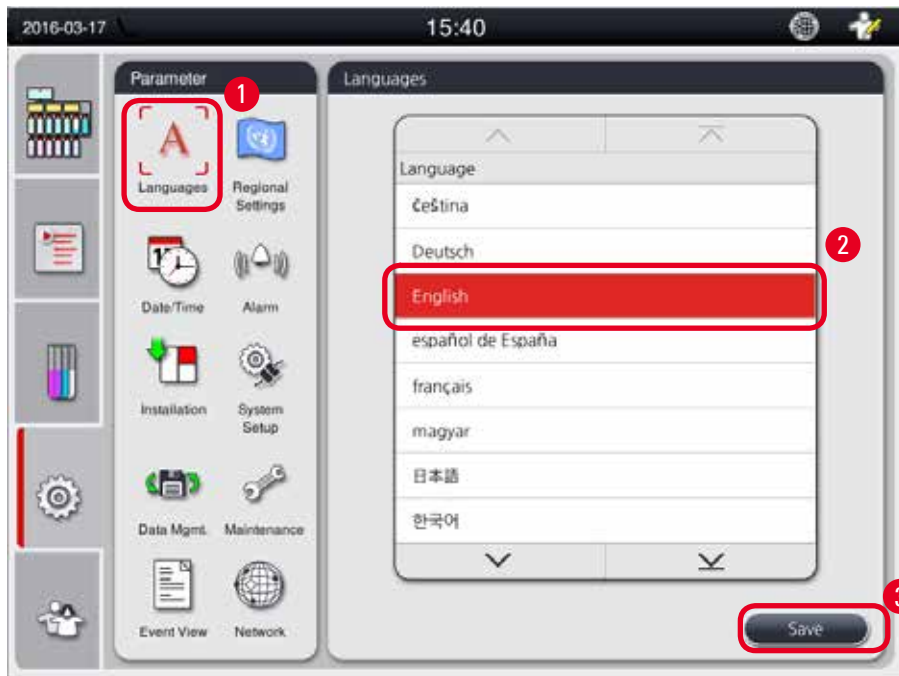 2016-03-17
15:40
Parameter
1
Languages
A
Languages
Regional
Settings
Date/Time
Alarm
Installation
System
Setup
Data Mgmt.
Maintenance
Event View
Network
Language
čeština
Deutsch
2
English
español de España
français
magyar
日本語
한국어
3
Save